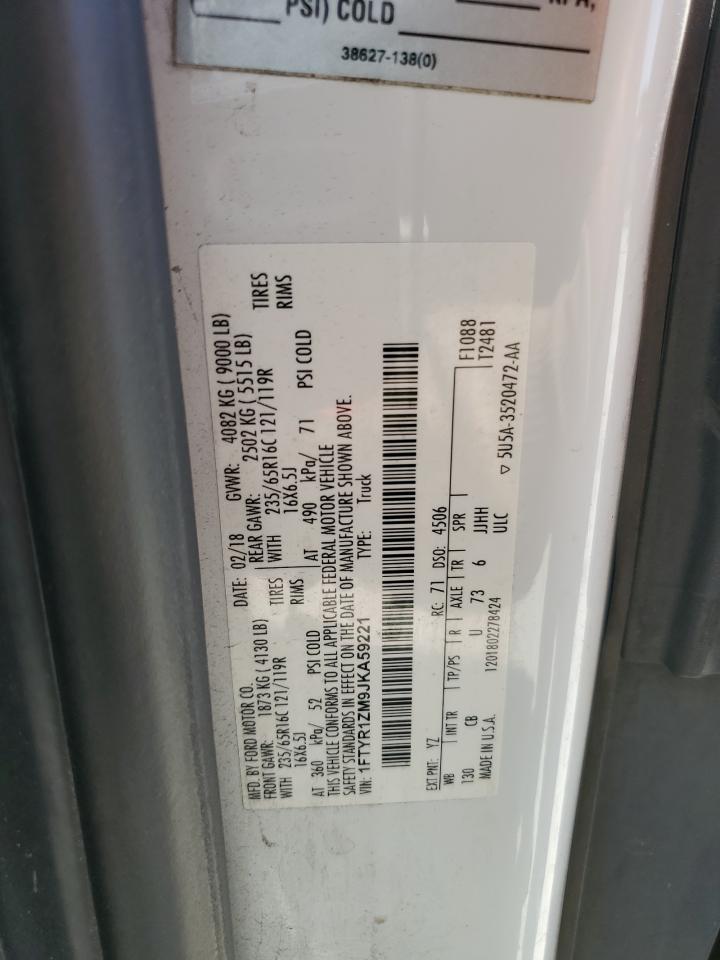 PSI) COLD
KPA,
38627-138(0)
MFD. BY FORD MOTOR CO.
DATE: 02/18
GVWR: 4082 KG ( 9000 LB)
FRONT GAWR: 1873 KG ( 4130 LB)
REAR GAWR: 2502 KG ( 5515 LB)
WITH 235/65R16C 121/119R TIRES
WITH 235/65R16C 121/119R TIRES
16X6.5J RIMS
16X6.5J RIMS
AT 360 kPa/ 52 PSI COLD
AT 490 kPa/ 71 PSI COLD
THIS VEHICLE CONFORMS TO ALL APPLICABLE FEDERAL MOTOR VEHICLE
SAFETY STANDARDS IN EFFECT ON THE DATE OF MANUFACTURE SHOWN ABOVE.
VIN: 1FTYR1ZM9JKA59221
TYPE: Truck
EXT PNT: YZ RC: 71 DSO: 4506
WB INT TR TP/PS R AXLE TR SPR
F1088
T2481
130 CB U 73 6 JJHH
MADE IN U.S.A. 1201802278424 ULC
▽ 5U5A-3520472-AA